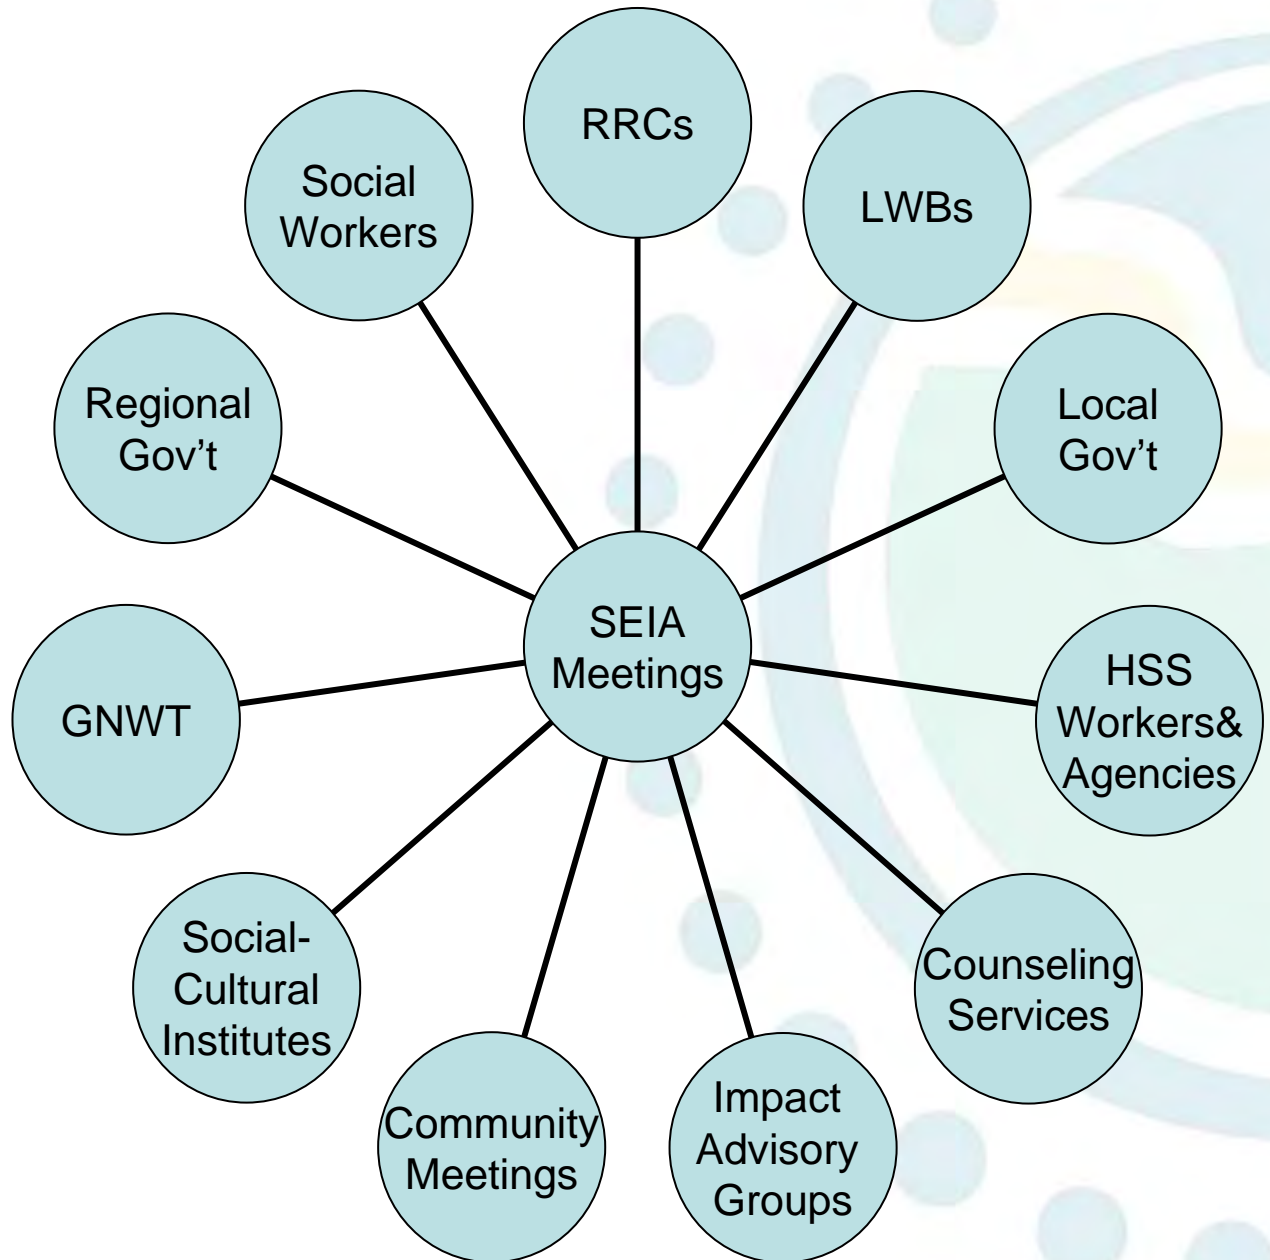 RRCs
LWBs
Local
Gov't
HSS
Workers&
Agencies
Counseling
Services
Impact
Advisory
Groups
Community
Meetings
Social-
Cultural
Institutes
GNWT
Regional
Gov't
Social
Workers
SEIA
Meetings